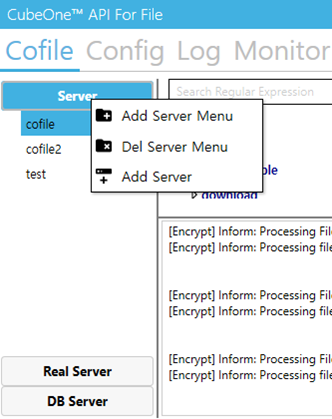 CubeOne™ API For File
Cofile Config Log Monitor
Server
Search Regular Expression
cofile
cofile2
test
Add Server Menu
Del Server Menu
Add Server
download
[Encrypt] Inform: Processing File
[Encrypt] Inform: Processing file
[Encrypt] Inform: Processing File
[Encrypt] Inform: Processing file
[Encrypt] Inform: Processing File
[Encrypt] Inform: Processing file
Real Server
DB Server